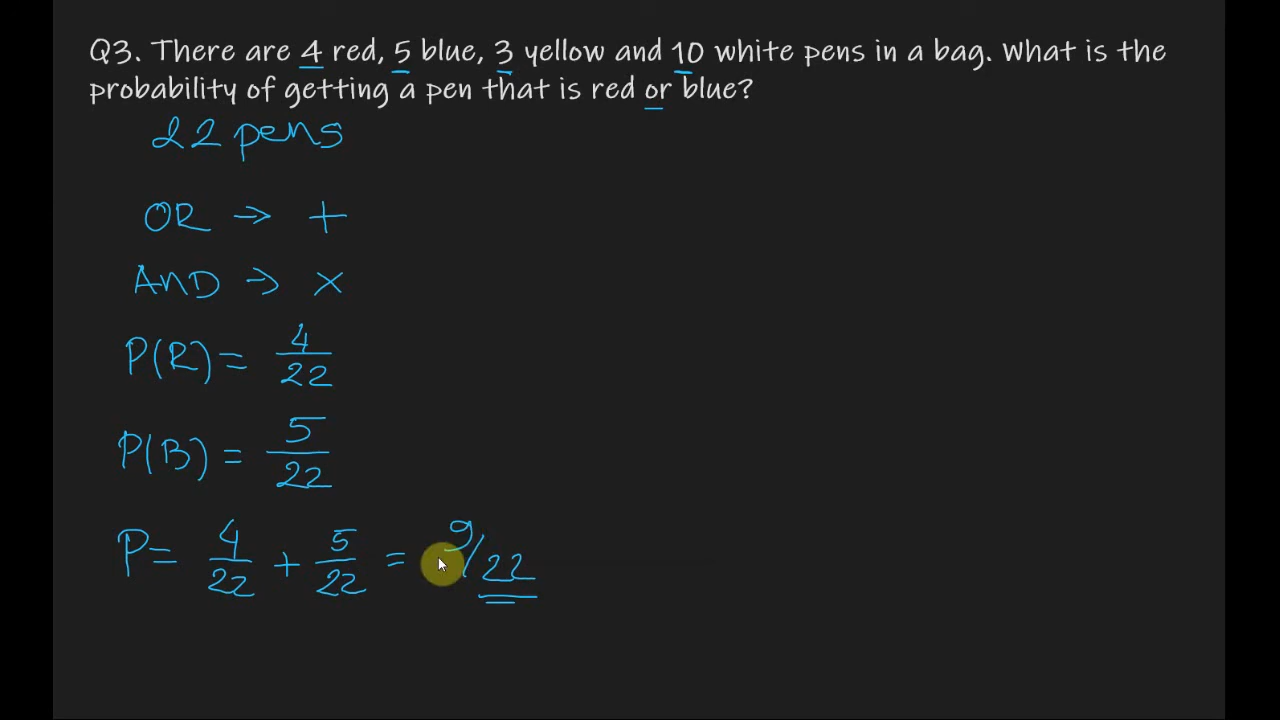 Q3. There are 4 red, 5 blue, 3 yellow and 10 white pens in a bag. What is the
probability of getting a pen that is red or blue?
22 pens
OR → +
AND → ×
P(R) = 4/22
P(B) = 5/22
P = 4/22 + 5/22 = 9/22